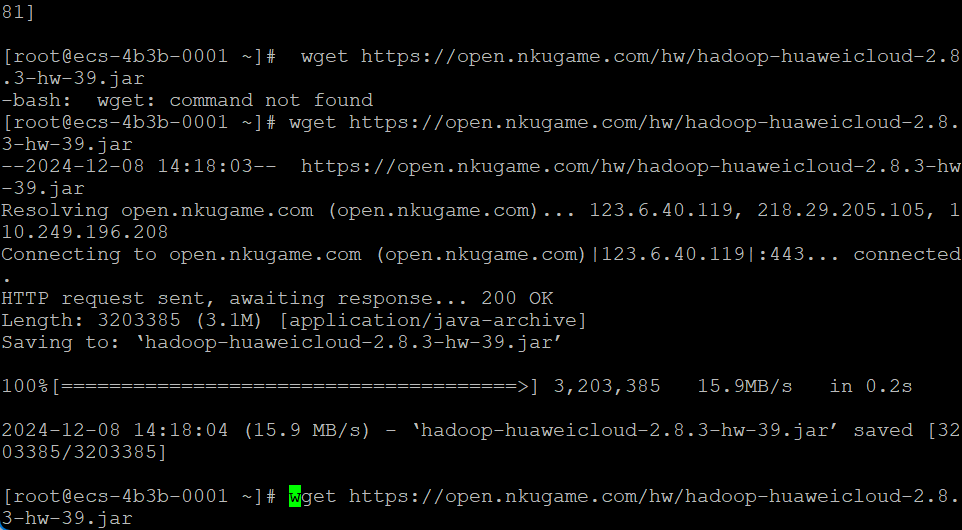 81]
[root@ecs-4b3b-0001 ~]#  wget https://open.nkugame.com/hw/hadoop-huaweicloud-2.8
.3-hw-39.jar
-bash:  wget: command not found
[root@ecs-4b3b-0001 ~]# wget https://open.nkugame.com/hw/hadoop-huaweicloud-2.8.
3-hw-39.jar
--2024-12-08 14:18:03--  https://open.nkugame.com/hw/hadoop-huaweicloud-2.8.3-hw
-39.jar
Resolving open.nkugame.com (open.nkugame.com)... 123.6.40.119, 218.29.205.105, 1
10.249.196.208
Connecting to open.nkugame.com (open.nkugame.com)|123.6.40.119|:443... connected
.
HTTP request sent, awaiting response... 200 OK
Length: 3203385 (3.1M) [application/java-archive]
Saving to: ‘hadoop-huaweicloud-2.8.3-hw-39.jar’
100%[======================================>] 3,203,385   15.9MB/s   in 0.2s
2024-12-08 14:18:04 (15.9 MB/s) - ‘hadoop-huaweicloud-2.8.3-hw-39.jar’ saved [32
03385/3203385]
[root@ecs-4b3b-0001 ~]# wget https://open.nkugame.com/hw/hadoop-huaweicloud-2.8.
3-hw-39.jar